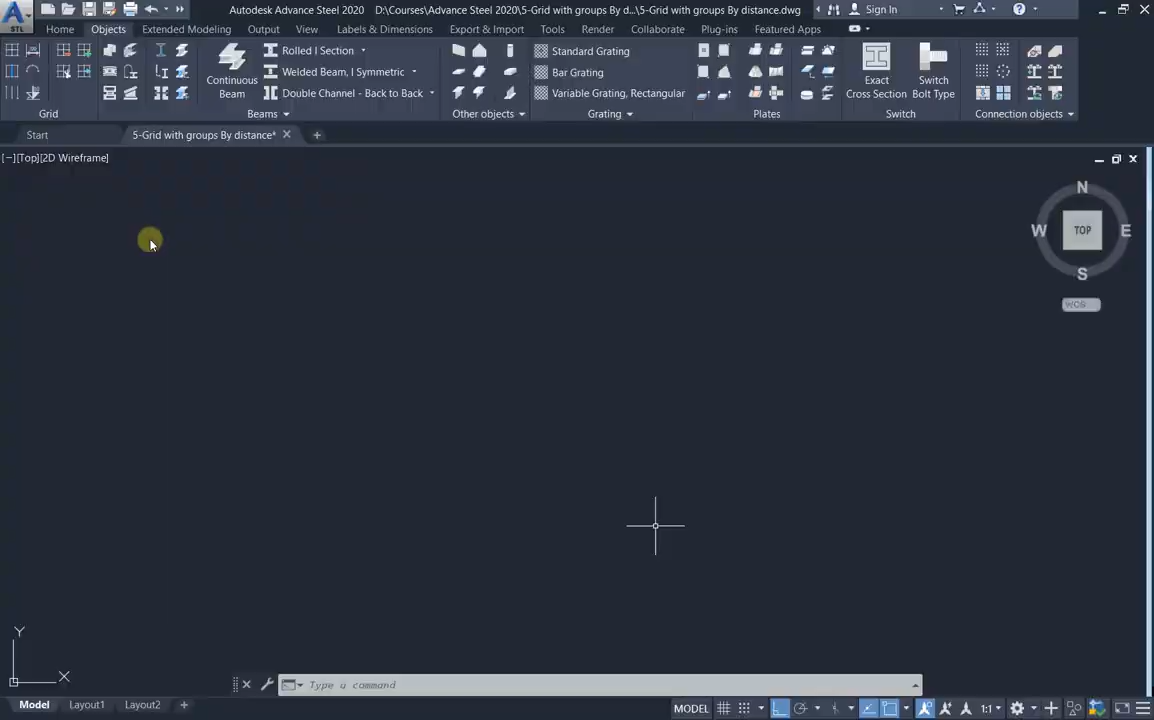 Autodesk Advance Steel 2020 D:\Courses\Advance Steel 2020\5-Grid with groups By d...\5-Grid with groups By distance.dwg
Sign In
STL
Home Objects Extended Modeling Output View Labels & Dimensions Export & Import Tools Render Collaborate Plug-ins Featured Apps
Continuous Beam
Rolled I Section
Welded Beam, I Symmetric
Double Channel - Back to Back
Standard Grating
Bar Grating
Variable Grating, Rectangular
Exact Cross Section
Switch Bolt Type
Grid Beams Other objects Grating Plates Switch Connection objects
Start 5-Grid with groups By distance*
[−][Top][2D Wireframe]
N
W TOP E
S
WCS
Y
X
Type a command
Model Layout1 Layout2
MODEL 1:1